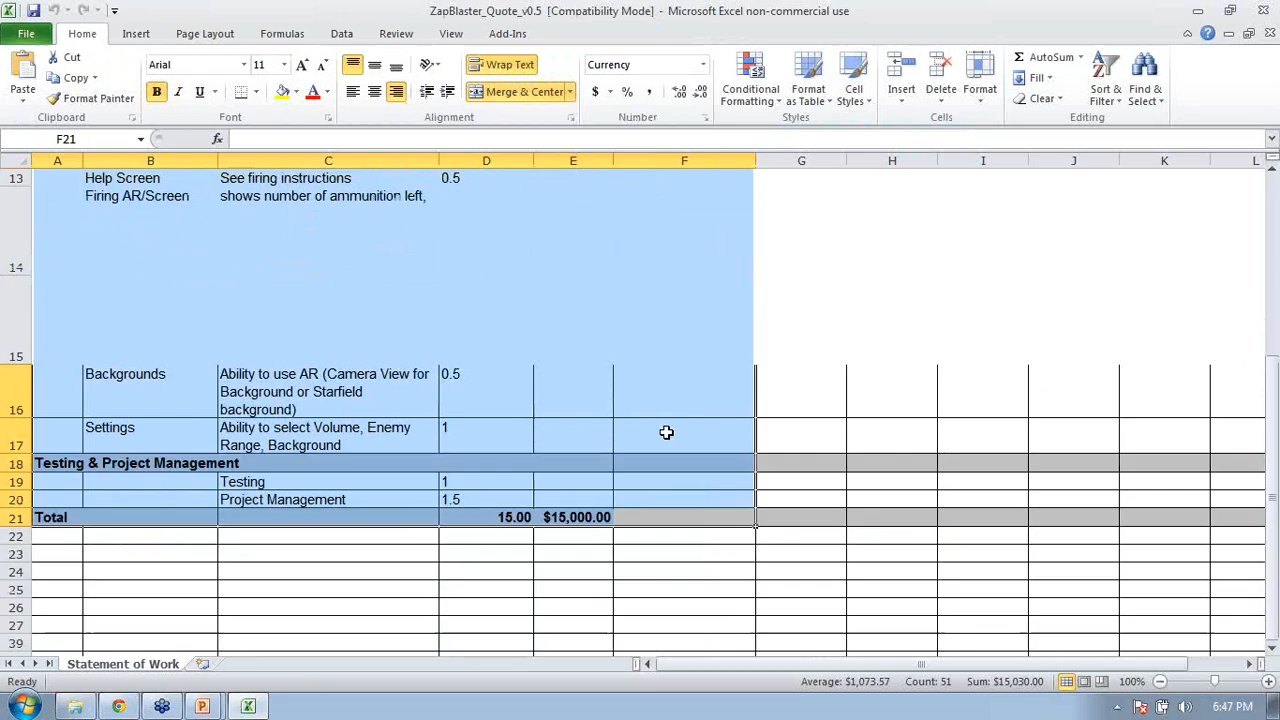 ZapBlaster_Quote_v0.5 [Compatibility Mode] - Microsoft Excel non-commercial use
File Home Insert Page Layout Formulas Data Review View Add-Ins
Cut
Copy
Format Painter
Paste
Clipboard
Arial 11
B I U
Font
Wrap Text
Merge & Center
Alignment
Currency
$ % ,
Number
Conditional Formatting
Format as Table
Cell Styles
Styles
Insert Delete Format
Cells
Σ AutoSum
Fill
Clear
Sort & Filter
Find & Select
Editing
F21 fx
A B C D E F G H I J K L
13 Help Screen See firing instructions 0.5
14 Firing AR/Screen shows number of ammunition left,
15
16 Backgrounds Ability to use AR (Camera View for 0.5
Background or Starfield
background)
17 Settings Ability to select Volume, Enemy 1
Range, Background
18 Testing & Project Management
19 Testing 1
20 Project Management 1.5
21 Total 15.00 $15,000.00
22
23
24
25
26
27
39
Statement of Work
Ready Average: $1,073.57 Count: 51 Sum: $15,030.00 100%
6:47 PM